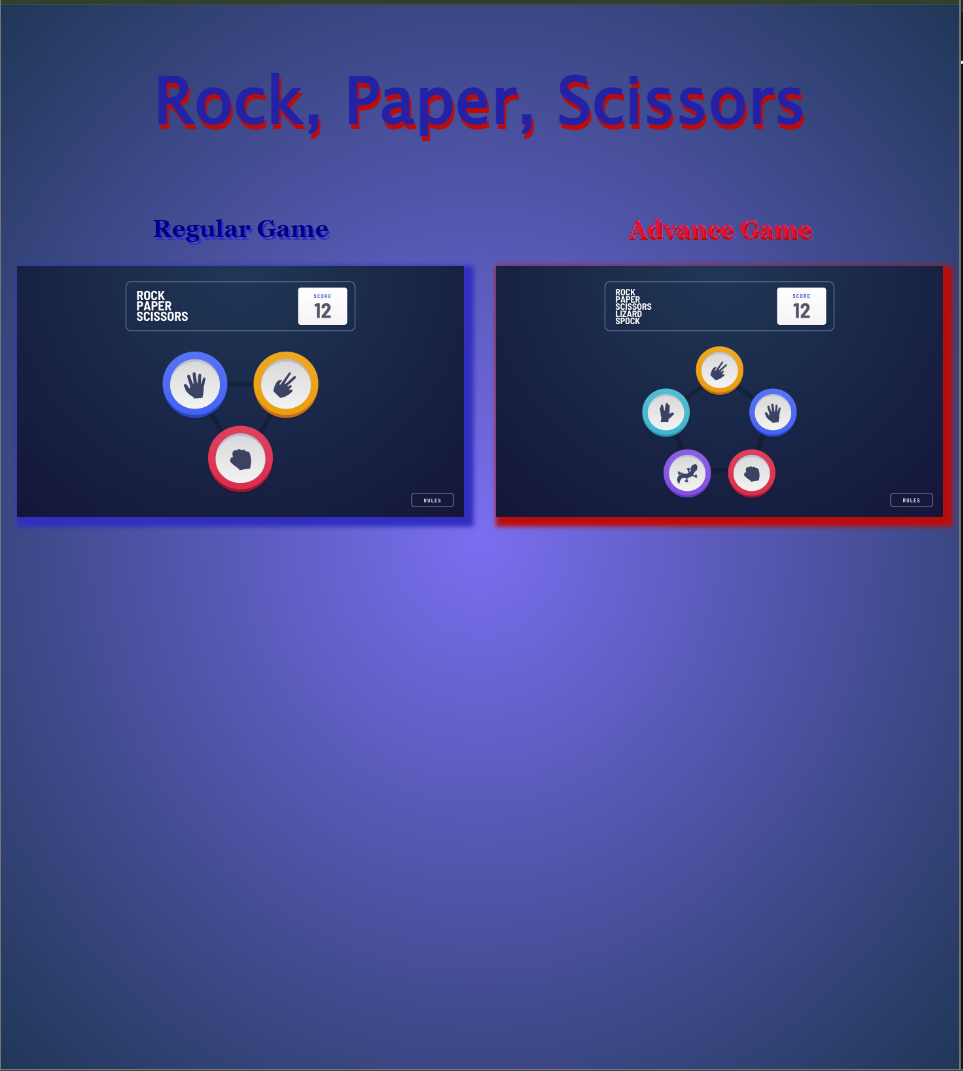 Rock, Paper, Scissors
Regular Game
Advance Game
ROCK
PAPER
SCISSORS
SCORE
12
RULES
ROCK
PAPER
SCISSORS
LIZARD
SPOCK
SCORE
12
RULES